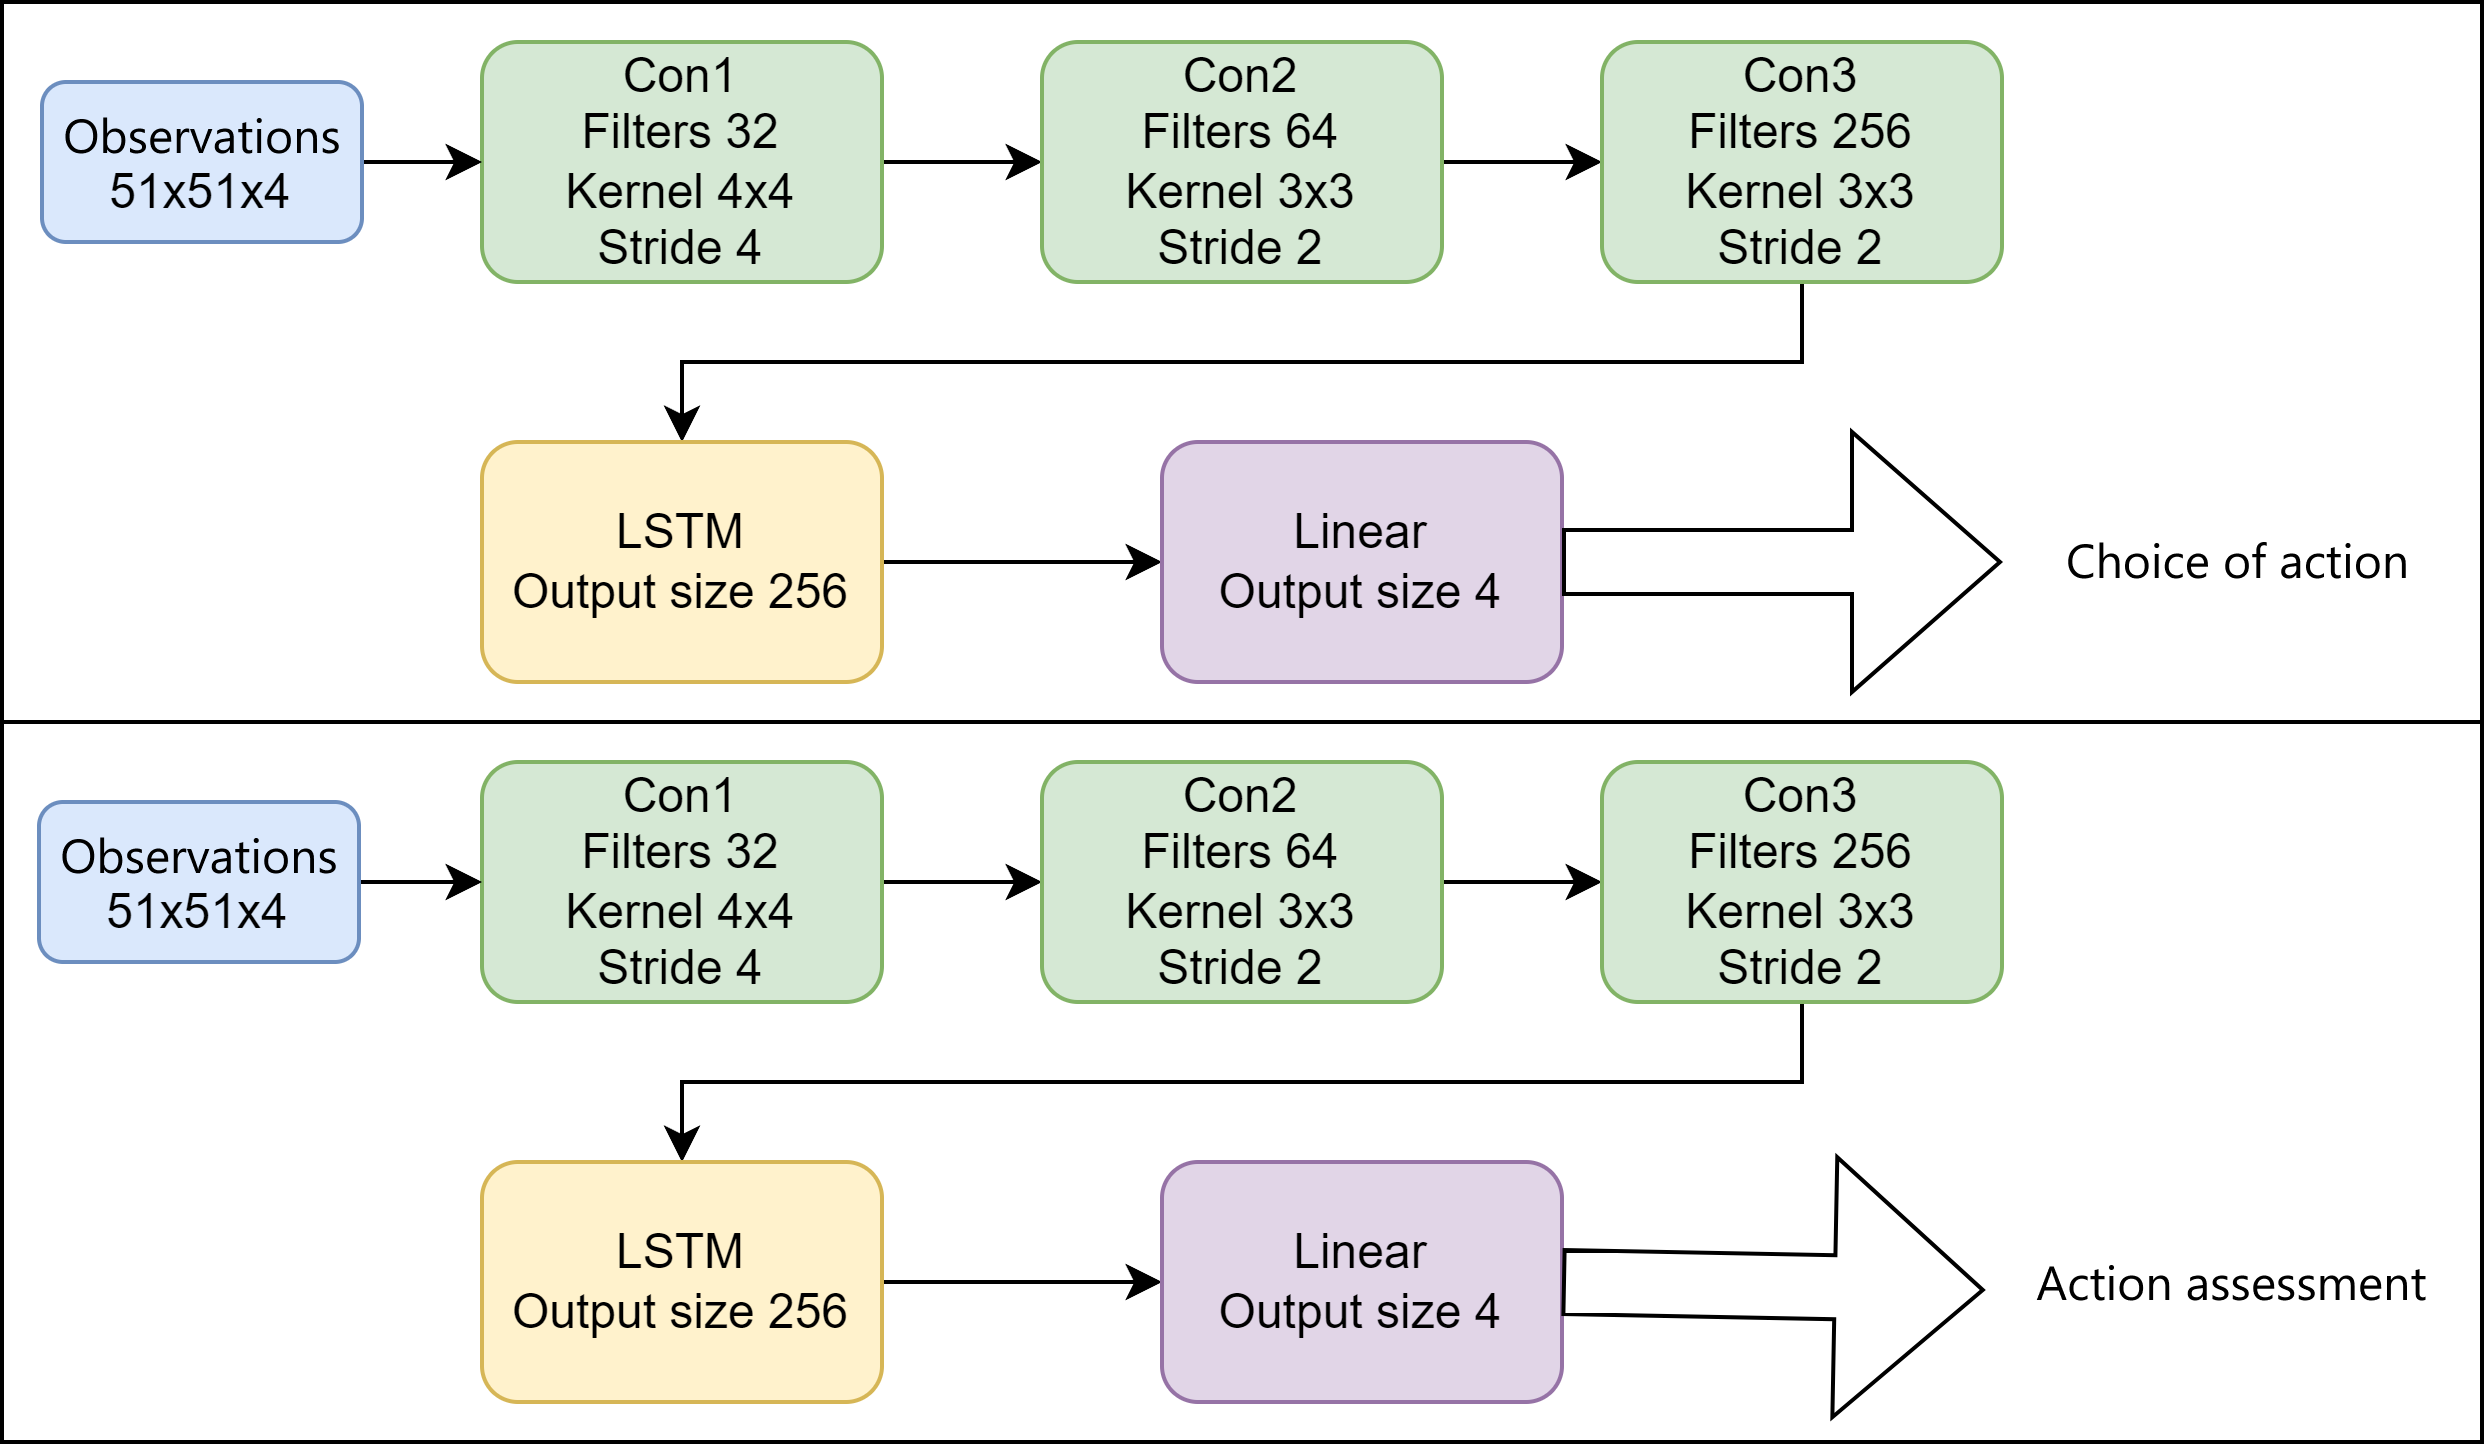 Observations
51x51x4
Con1
Filters 32
Kernel 4x4
Stride 4
Con2
Filters 64
Kernel 3x3
Stride 2
Con3
Filters 256
Kernel 3x3
Stride 2
LSTM
Output size 256
Linear
Output size 4
Choice of action
Observations
51x51x4
Con1
Filters 32
Kernel 4x4
Stride 4
Con2
Filters 64
Kernel 3x3
Stride 2
Con3
Filters 256
Kernel 3x3
Stride 2
LSTM
Output size 256
Linear
Output size 4
Action assessment